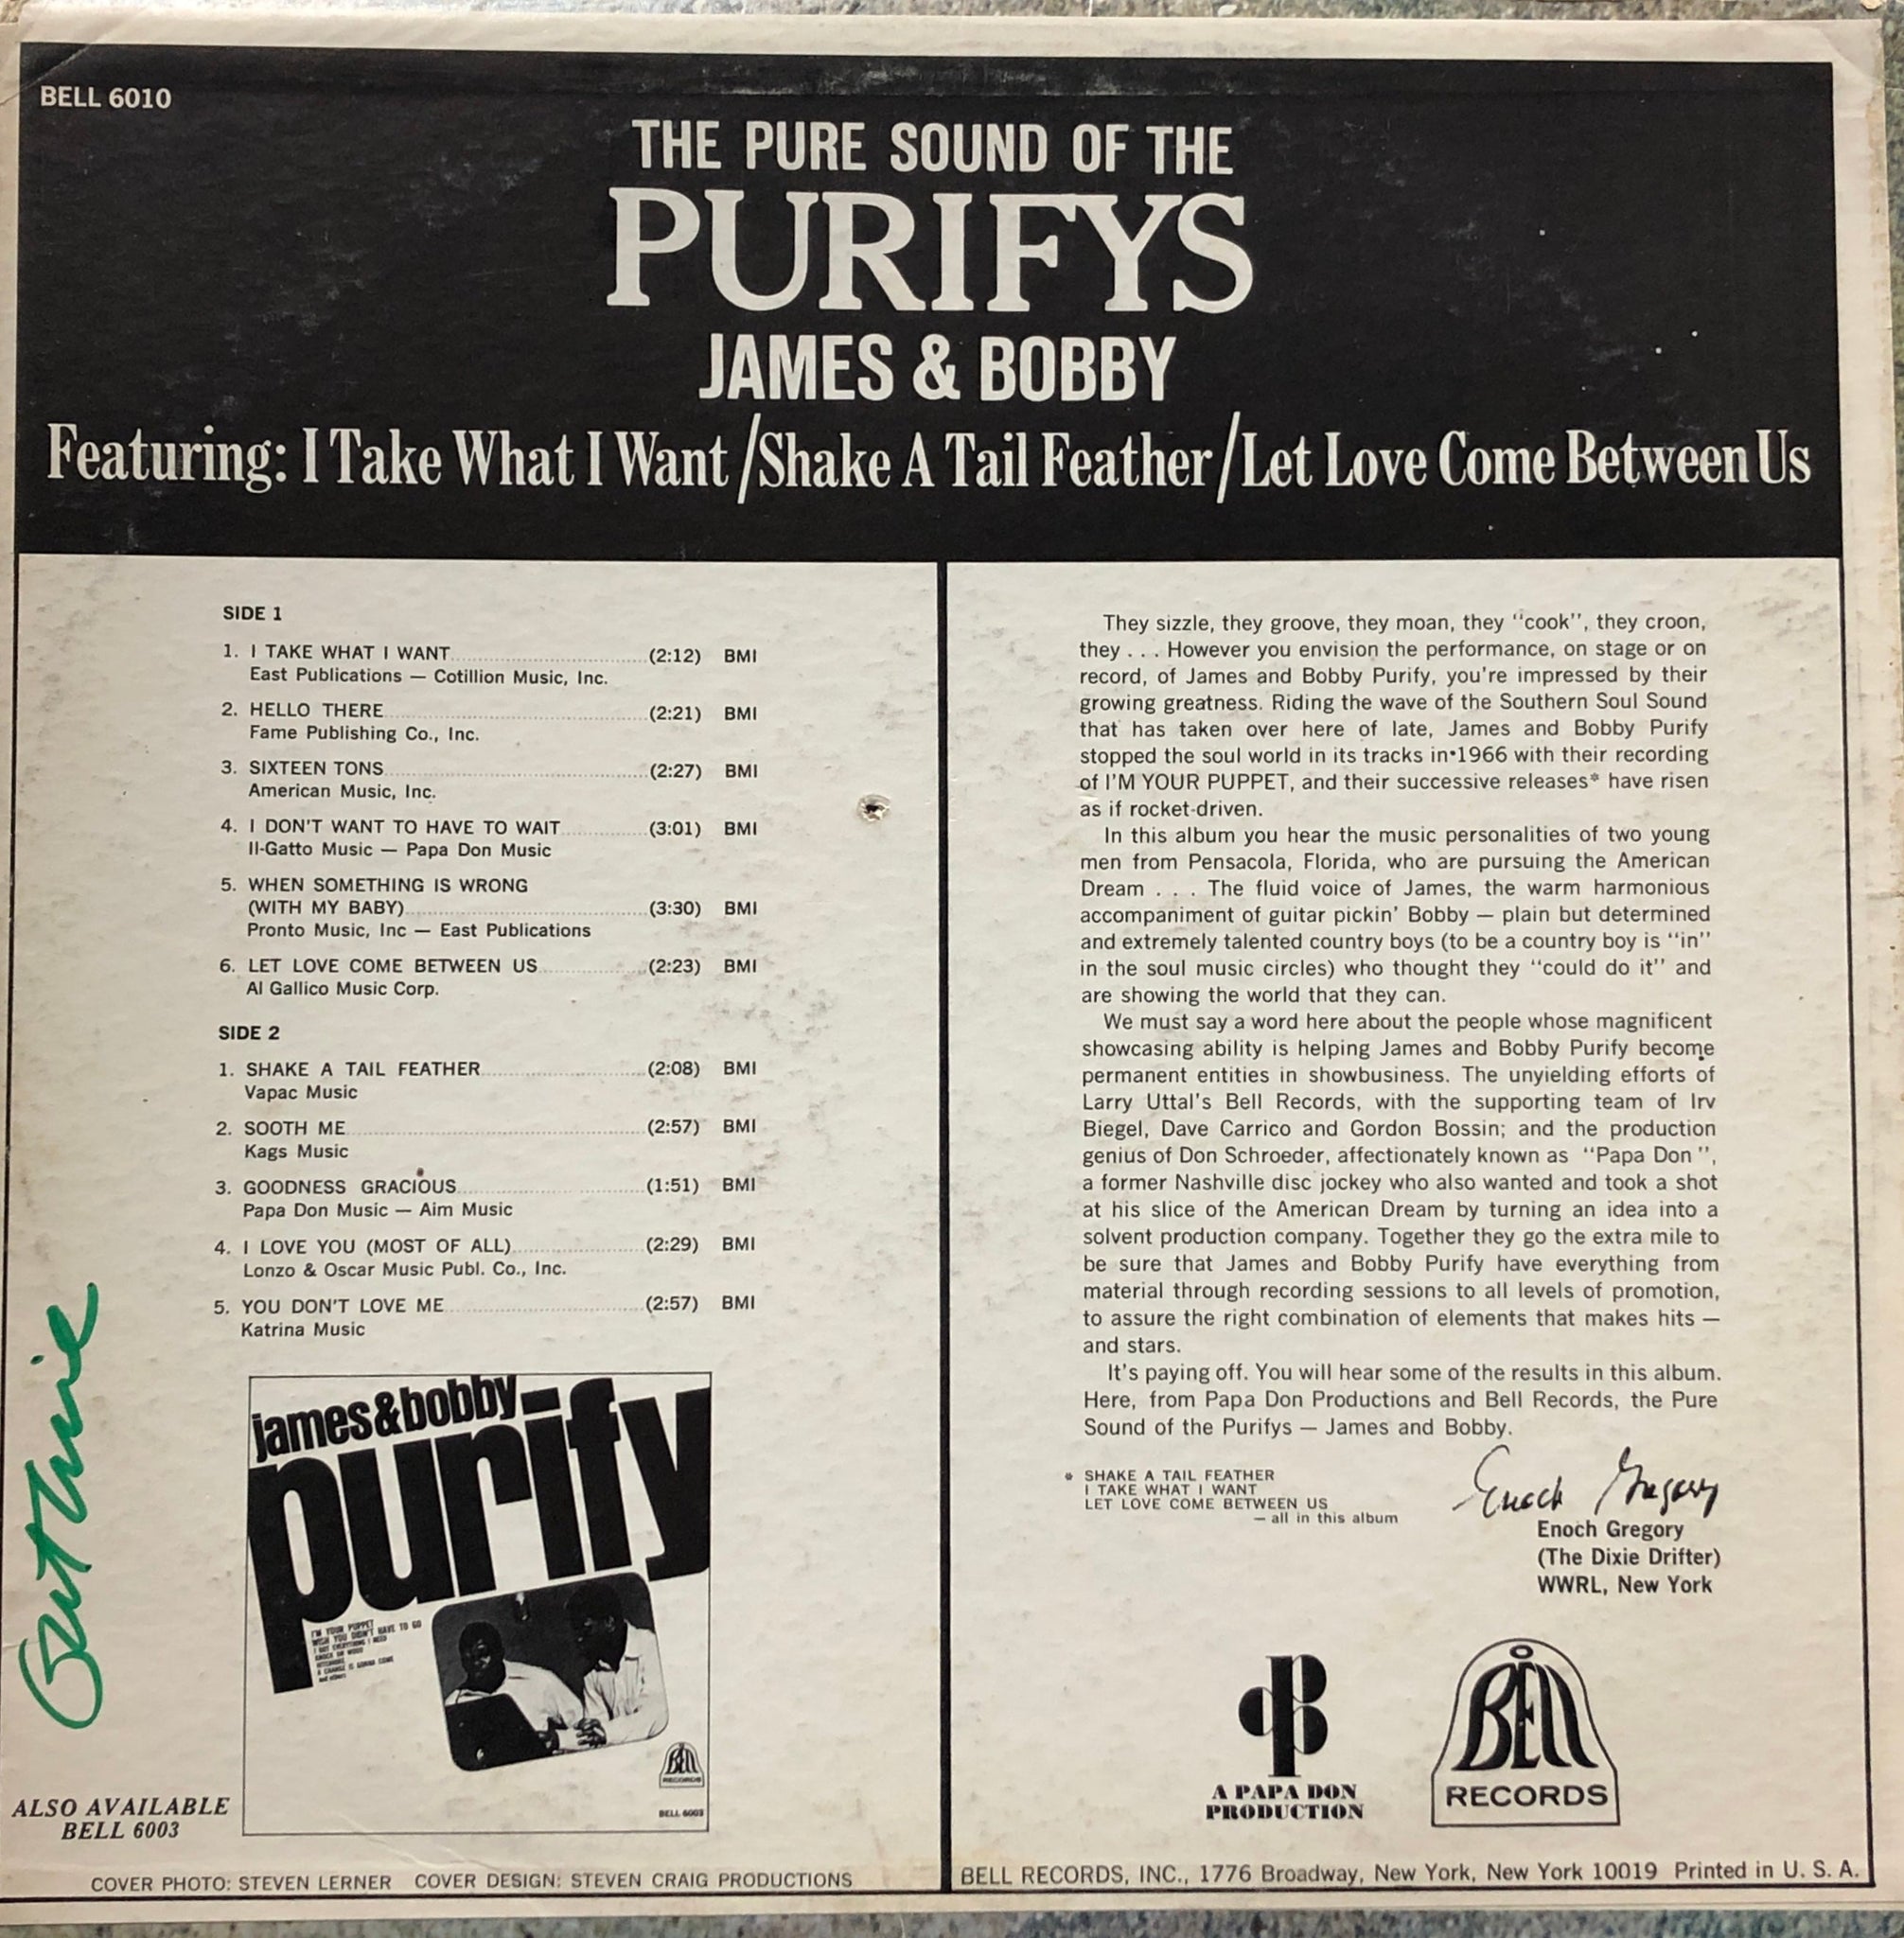 BELL 6010
THE PURE SOUND OF THE
PURIFYS
JAMES & BOBBY
Featuring: I Take What I Want/Shake A Tail Feather/Let Love Come Between Us
SIDE 1
1. I TAKE WHAT I WANT (2:12) BMI
East Publications — Cotillion Music, Inc.
2. HELLO THERE (2:21) BMI
Fame Publishing Co., Inc.
3. SIXTEEN TONS (2:27) BMI
American Music, Inc.
4. I DON'T WANT TO HAVE TO WAIT (3:01) BMI
Il-Gatto Music — Papa Don Music
5. WHEN SOMETHING IS WRONG
(WITH MY BABY) (3:30) BMI
Pronto Music, Inc — East Publications
6. LET LOVE COME BETWEEN US (2:23) BMI
Al Gallico Music Corp.
SIDE 2
1. SHAKE A TAIL FEATHER (2:08) BMI
Vapac Music
2. SOOTH ME (2:57) BMI
Kags Music
3. GOODNESS GRACIOUS (1:51) BMI
Papa Don Music — Aim Music
4. I LOVE YOU (MOST OF ALL) (2:29) BMI
Lonzo & Oscar Music Publ. Co., Inc.
5. YOU DON'T LOVE ME (2:57) BMI
Katrina Music
james&bobby
purify
I'M YOUR PUPPET
WISH YOU DIDN'T HAVE TO GO
I GOT EVERYTHING I NEED
KNOCK ON WOOD
A CHANGE IS GONNA COME
and others
BELL
RECORDS
BELL 6003
ALSO AVAILABLE
BELL 6003
COVER PHOTO: STEVEN LERNER COVER DESIGN: STEVEN CRAIG PRODUCTIONS
They sizzle, they groove, they moan, they "cook", they croon,
they . . . However you envision the performance, on stage or on
record, of James and Bobby Purify, you're impressed by their
growing greatness. Riding the wave of the Southern Soul Sound
that has taken over here of late, James and Bobby Purify
stopped the soul world in its tracks in 1966 with their recording
of I'M YOUR PUPPET, and their successive releases* have risen
as if rocket-driven.
In this album you hear the music personalities of two young
men from Pensacola, Florida, who are pursuing the American
Dream . . . The fluid voice of James, the warm harmonious
accompaniment of guitar pickin' Bobby — plain but determined
and extremely talented country boys (to be a country boy is "in"
in the soul music circles) who thought they "could do it" and
are showing the world that they can.
We must say a word here about the people whose magnificent
showcasing ability is helping James and Bobby Purify become
permanent entities in showbusiness. The unyielding efforts of
Larry Uttal's Bell Records, with the supporting team of Irv
Biegel, Dave Carrico and Gordon Bossin; and the production
genius of Don Schroeder, affectionately known as "Papa Don",
a former Nashville disc jockey who also wanted and took a shot
at his slice of the American Dream by turning an idea into a
solvent production company. Together they go the extra mile to
be sure that James and Bobby Purify have everything from
material through recording sessions to all levels of promotion,
to assure the right combination of elements that makes hits —
and stars.
It's paying off. You will hear some of the results in this album.
Here, from Papa Don Productions and Bell Records, the Pure
Sound of the Purifys — James and Bobby.
* SHAKE A TAIL FEATHER
I TAKE WHAT I WANT
LET LOVE COME BETWEEN US
— all in this album
Enoch Gregory
Enoch Gregory
(The Dixie Drifter)
WWRL, New York
A PAPA DON
PRODUCTION
BELL
RECORDS
BELL RECORDS, INC., 1776 Broadway, New York, New York 10019 Printed in U. S. A.